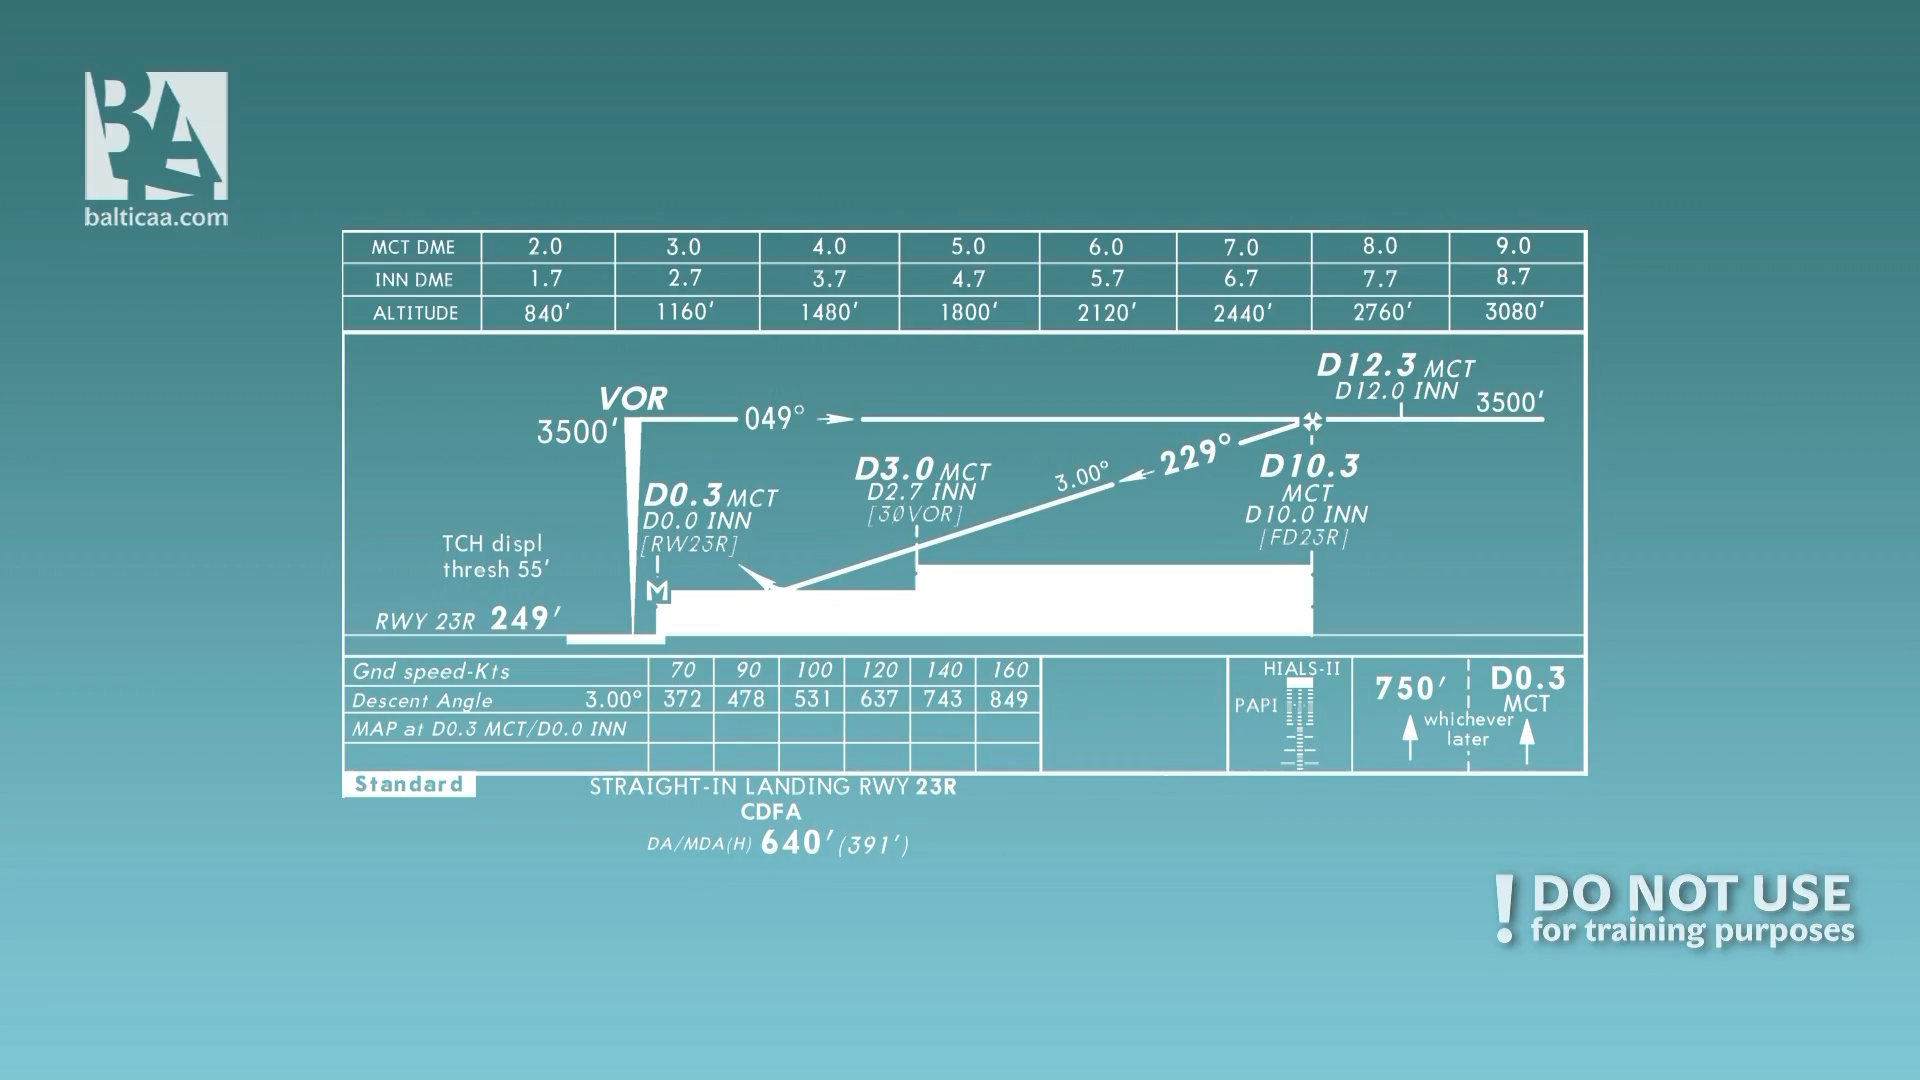 BAA
balticaa.com
MCT DME 2.0 3.0 4.0 5.0 6.0 7.0 8.0 9.0
INN DME 1.7 2.7 3.7 4.7 5.7 6.7 7.7 8.7
ALTITUDE 840' 1160' 1480' 1800' 2120' 2440' 2760' 3080'
D12.3 MCT
D12.0 INN
3500'
VOR
3500'
049°
229°
3.00°
D10.3
MCT
D10.0 INN
[FD23R]
D3.0 MCT
D2.7 INN
[30VOR]
D0.3 MCT
D0.0 INN
[RW23R]
M
TCH displ
thresh 55'
RWY 23R 249'
Gnd speed-Kts 70 90 100 120 140 160
Descent Angle 3.00° 372 478 531 637 743 849
MAP at D0.3 MCT/D0.0 INN
HIALS-II
PAPI
750'
D0.3
MCT
whichever
later
Standard
STRAIGHT-IN LANDING RWY 23R
CDFA
DA/MDA(H) 640' (391')
! DO NOT USE
for training purposes